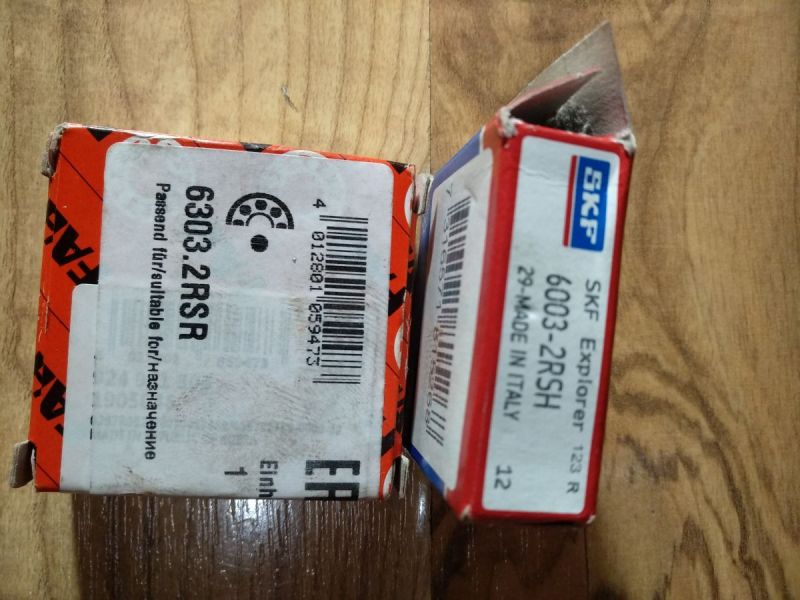 FAG
6303.2RSR
Passend für/suitable for/назначение
4 012801 059473
Einh
1
SKF
SKF Explorer 123 R
6003-2RSH
29-MADE IN ITALY
12